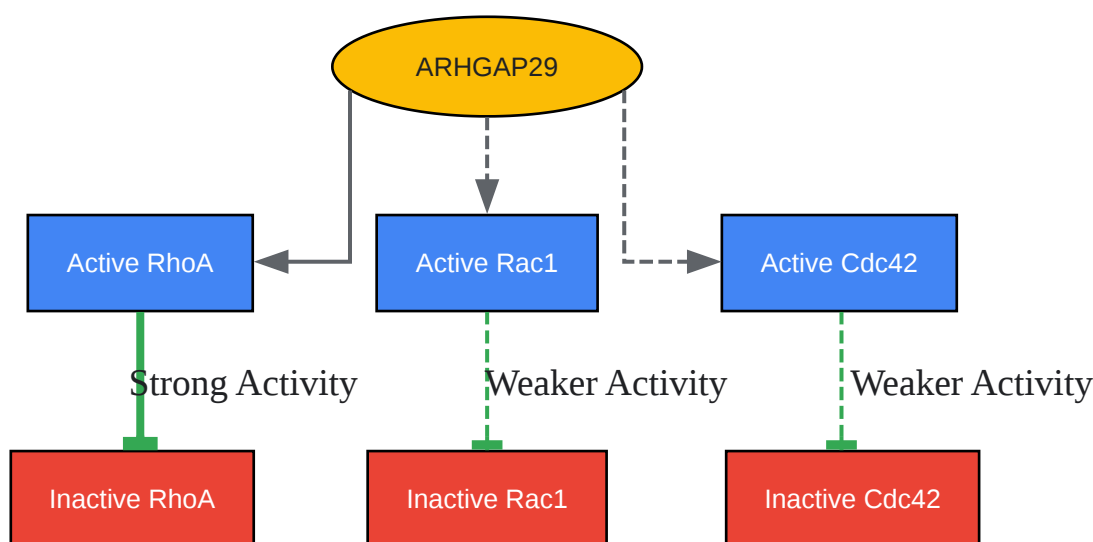 ARHGAP29
Active RhoA
Active Rac1
Active Cdc42
Strong Activity
Weaker Activity
Weaker Activity
Inactive RhoA
Inactive Rac1
Inactive Cdc42